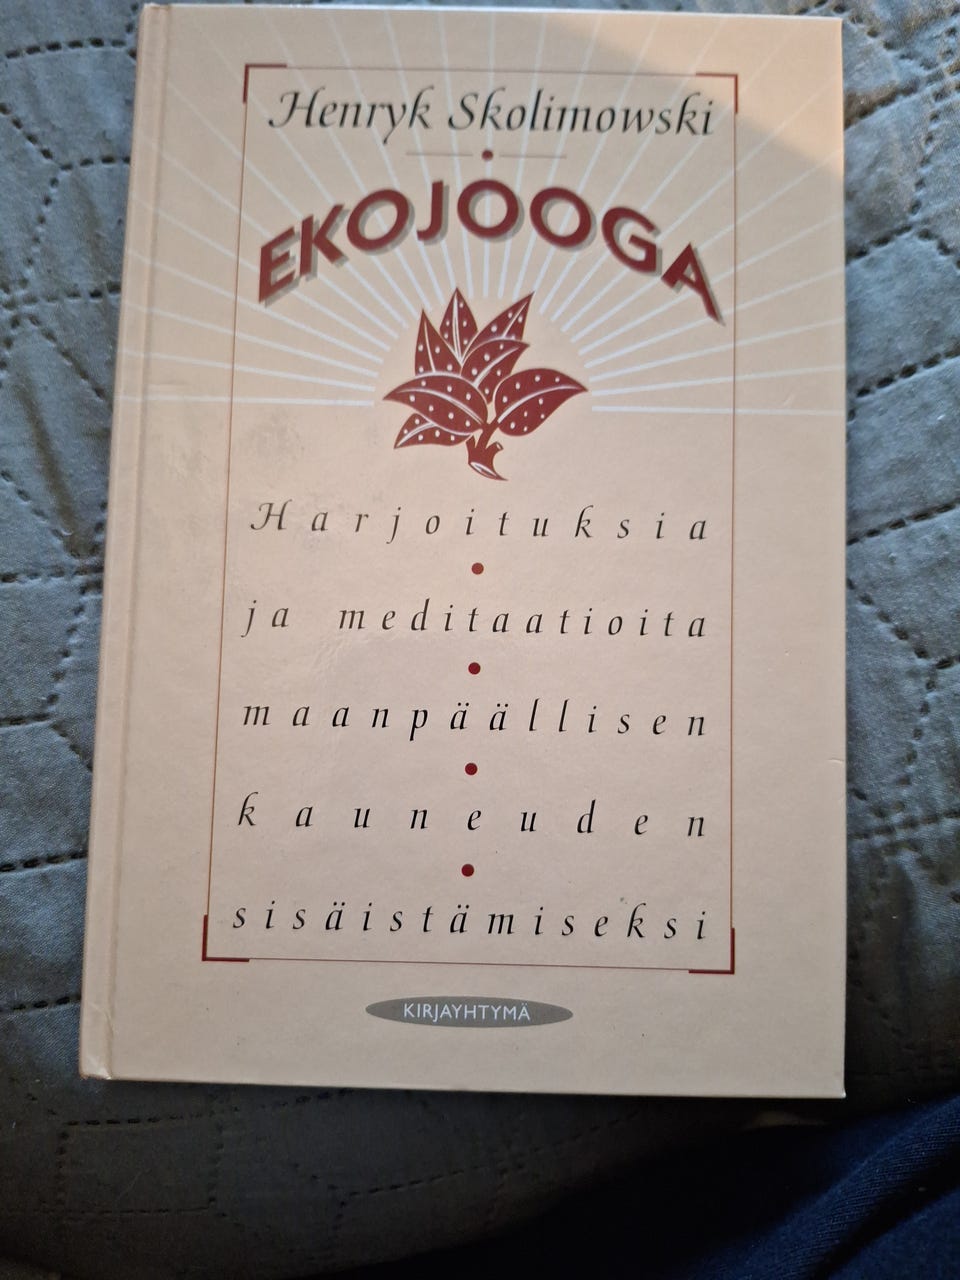 Henryk Skolimowski
EKOJOOGA
Harjoituksia
ja meditaatioita
maanpäällisen
kauneuden
sisäistämiseksi
KIRJAYHTYMÄ